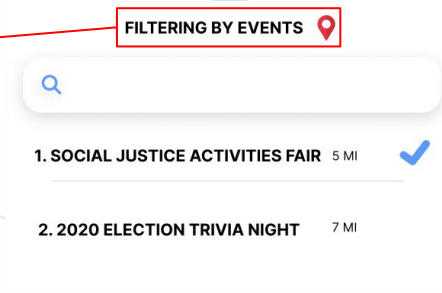 FILTERING BY EVENTS
1. SOCIAL JUSTICE ACTIVITIES FAIR 5 MI
2. 2020 ELECTION TRIVIA NIGHT 7 MI